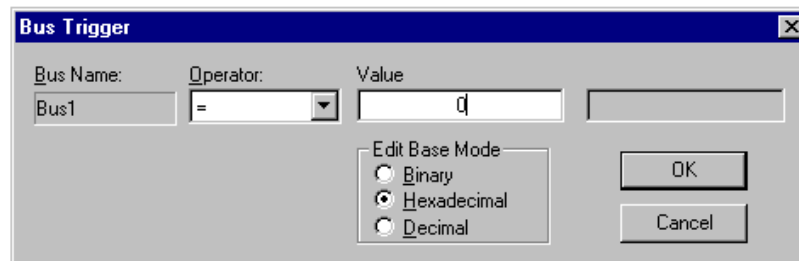 Bus Trigger
Bus Name: Operator: Value
Bus1 = 0
Edit Base Mode
Binary
Hexadecimal
Decimal
OK
Cancel